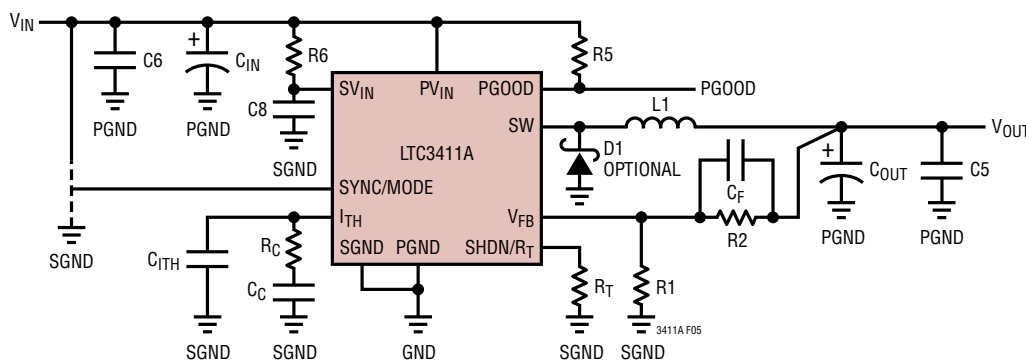 VIN
C6
+
CIN
R6
R5
PGND
PGND
C8
SGND
SVIN
PVIN
PGOOD
PGOOD
SW
L1
VOUT
LTC3411A
D1
OPTIONAL
CF
+
COUT
C5
SYNC/MODE
ITH
VFB
R2
PGND
PGND
SGND
CITH
RC
CC
SGND
PGND
SHDN/RT
RT
R1
SGND
SGND
GND
SGND
SGND
3411A F05